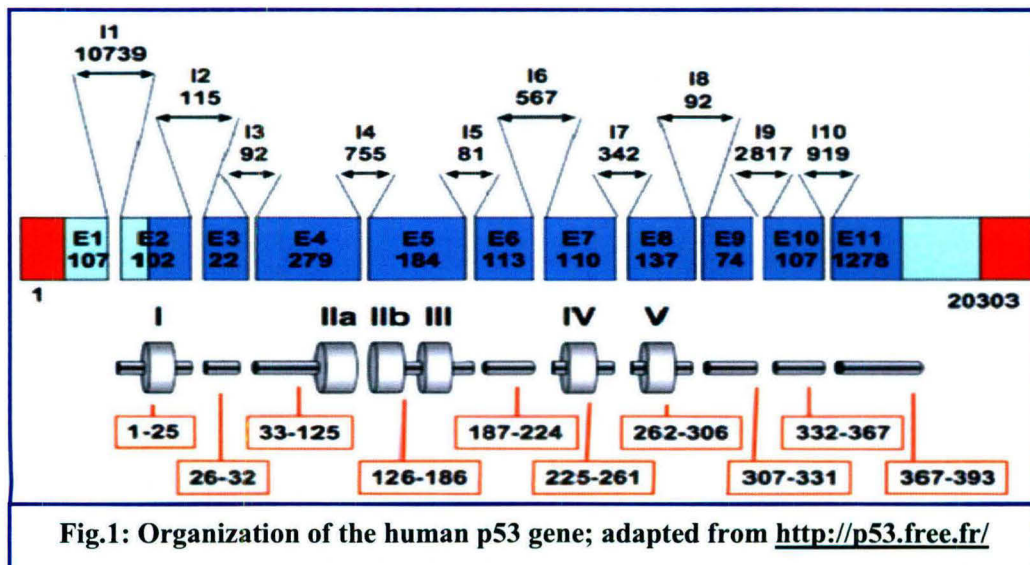 I1
10739
I2
115
I3
92
I4
755
I5
81
I6
567
I7
342
I8
92
I9
2817
I10
919
E1
107
E2
102
E3
22
E4
279
E5
184
E6
113
E7
110
E8
137
E9
74
E10
107
E11
1278
1
20303
I
IIa
IIb
III
IV
V
1-25
33-125
187-224
262-306
332-367
26-32
126-186
225-261
307-331
367-393
Fig.1: Organization of the human p53 gene; adapted from http://p53.free.fr/